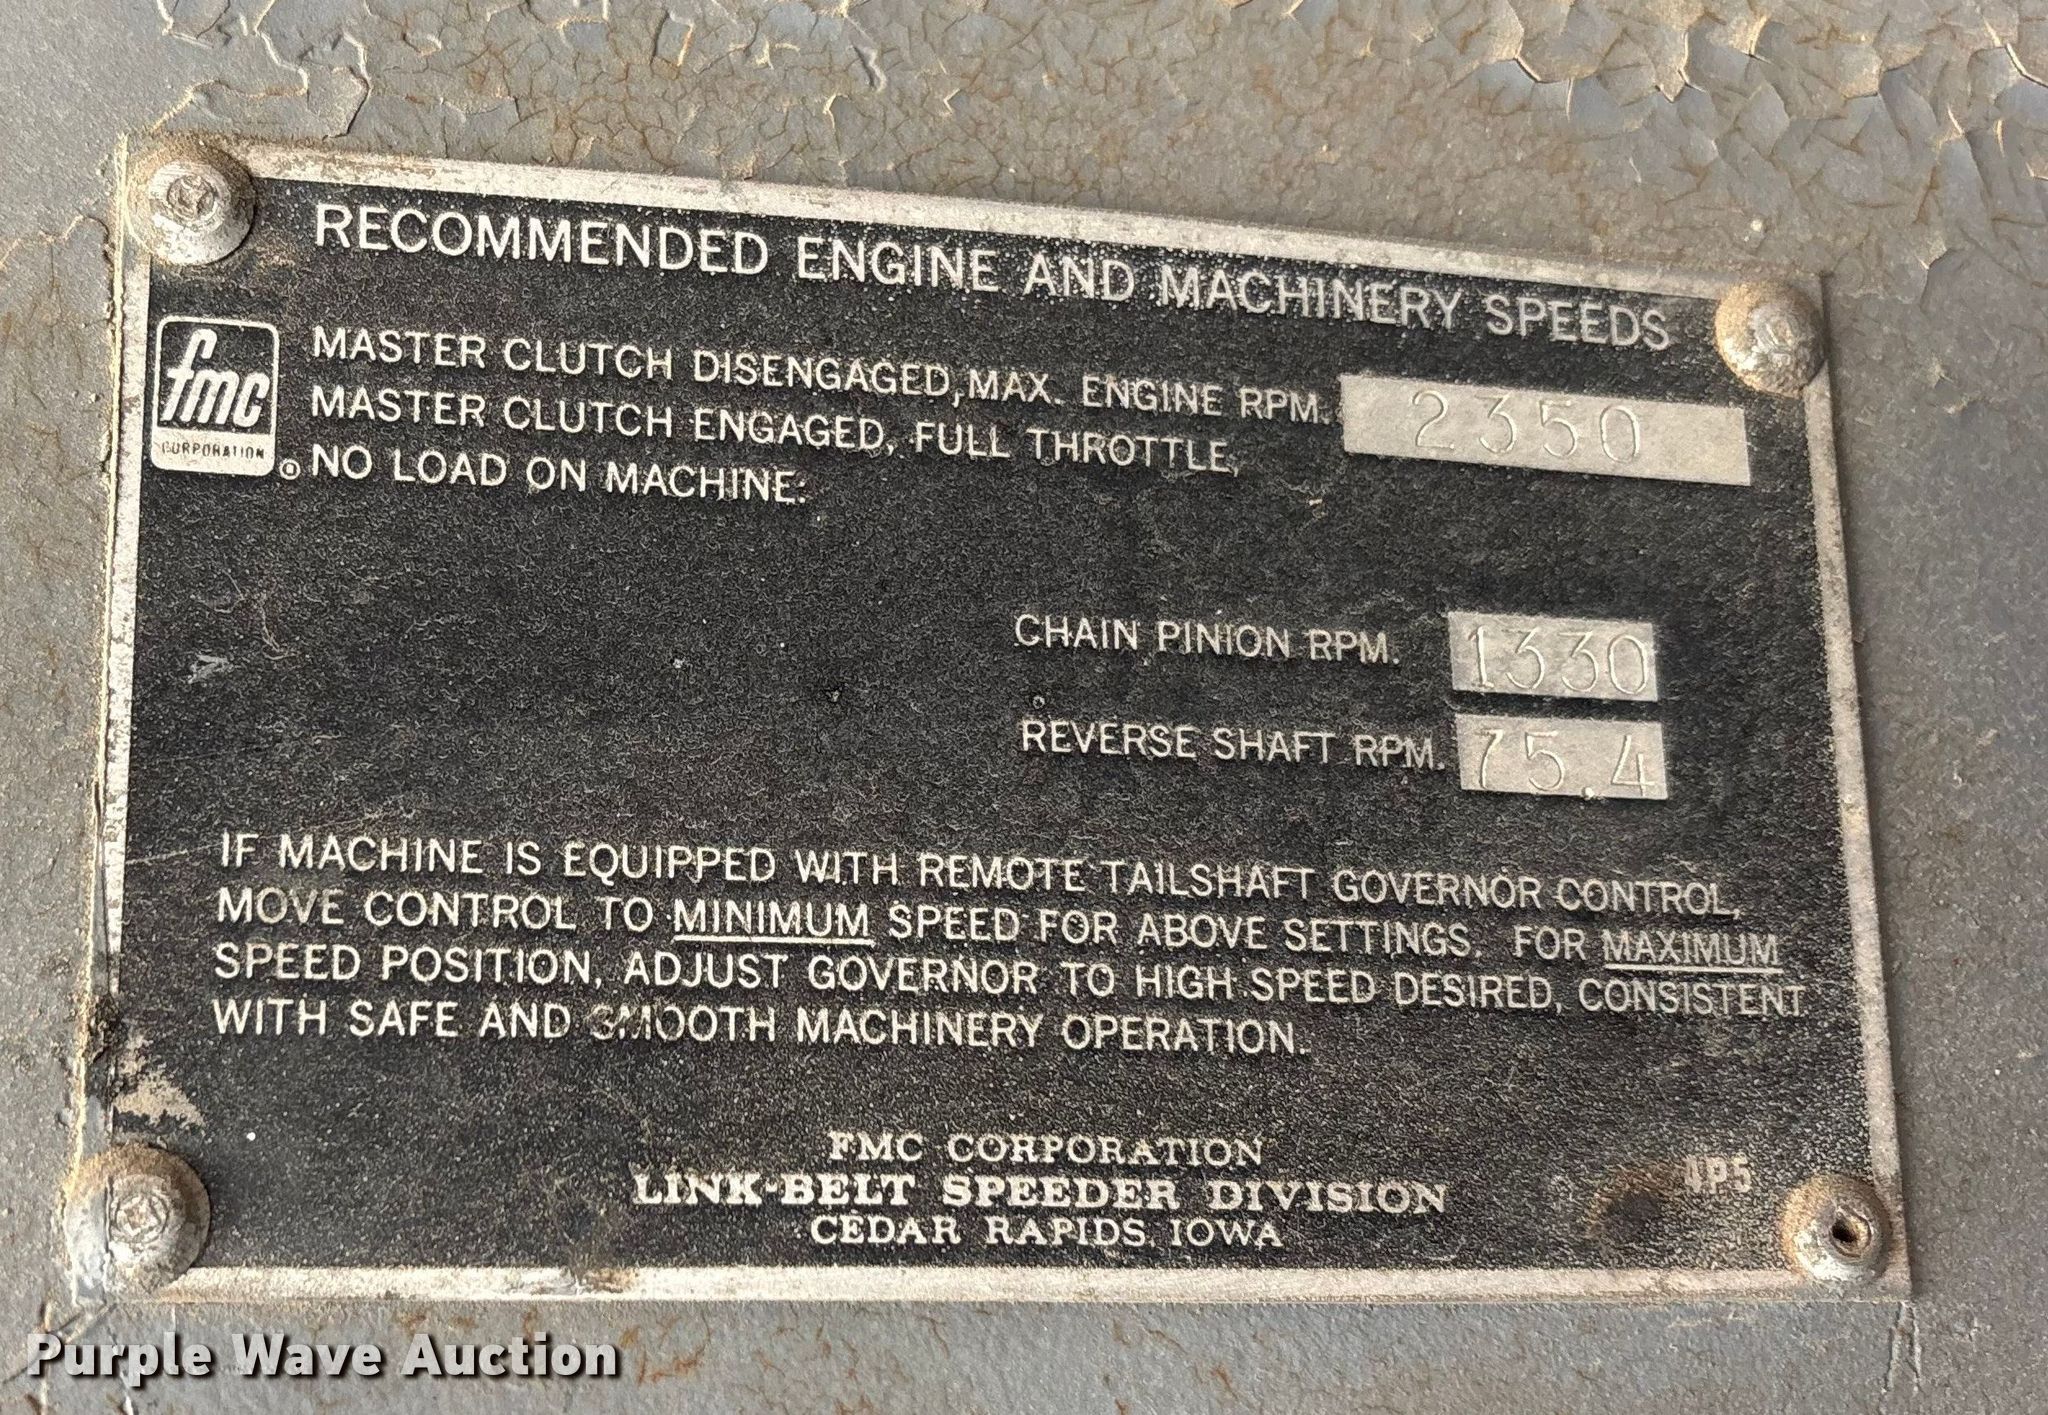 RECOMMENDED ENGINE AND MACHINERY SPEEDS
fmc
CORPORATION
®
MASTER CLUTCH DISENGAGED, MAX. ENGINE RPM. 2350
MASTER CLUTCH ENGAGED, FULL THROTTLE,
NO LOAD ON MACHINE:
CHAIN PINION RPM. 1330
REVERSE SHAFT RPM. 75.4
IF MACHINE IS EQUIPPED WITH REMOTE TAILSHAFT GOVERNOR CONTROL,
MOVE CONTROL TO MINIMUM SPEED FOR ABOVE SETTINGS. FOR MAXIMUM
SPEED POSITION, ADJUST GOVERNOR TO HIGH SPEED DESIRED, CONSISTENT
WITH SAFE AND SMOOTH MACHINERY OPERATION.
FMC CORPORATION
LINK-BELT SPEEDER DIVISION
CEDAR RAPIDS, IOWA
4P5
Purple Wave Auction